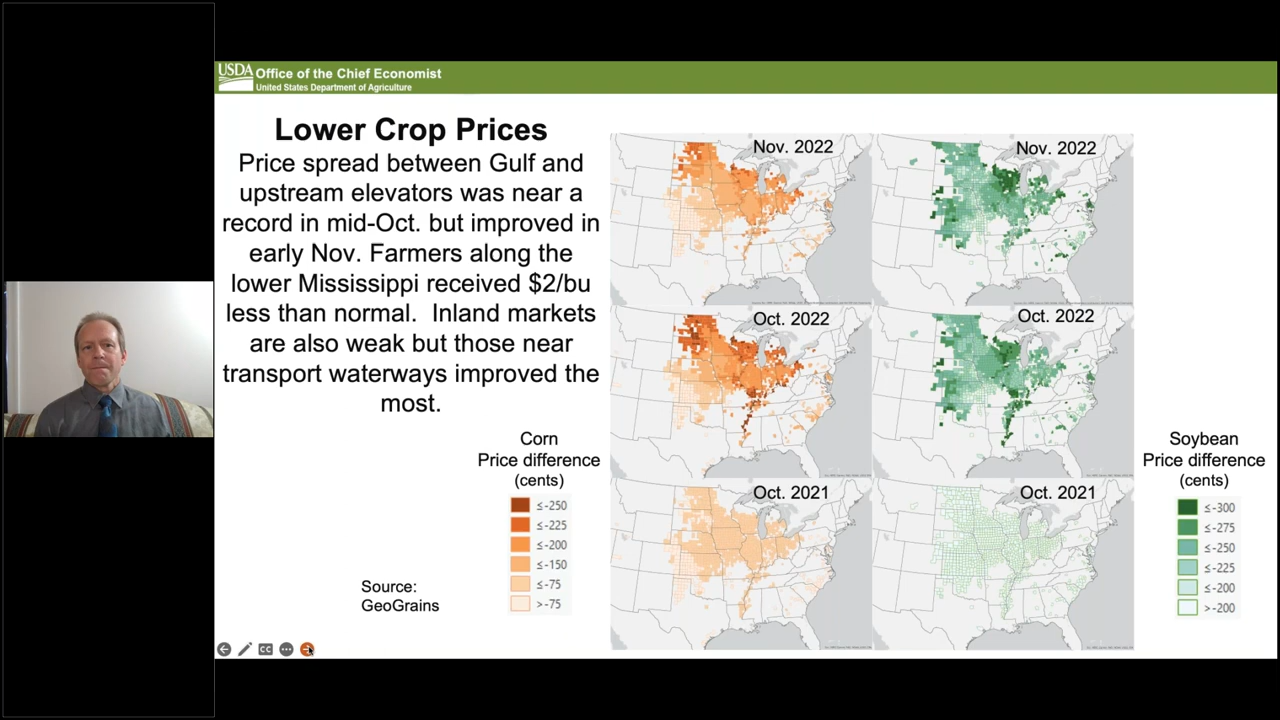 USDA
Office of the Chief Economist
United States Department of Agriculture
Lower Crop Prices
Price spread between Gulf and
upstream elevators was near a
record in mid-Oct. but improved in
early Nov. Farmers along the
lower Mississippi received $2/bu
less than normal. Inland markets
are also weak but those near
transport waterways improved the
most.
Corn
Price difference
(cents)
≤-250
≤-225
≤-200
≤-150
≤-75
>-75
Source:
GeoGrains
Nov. 2022
Nov. 2022
Oct. 2022
Oct. 2022
Oct. 2021
Oct. 2021
Soybean
Price difference
(cents)
≤-300
≤-275
≤-250
≤-225
≤-200
>-200
CC